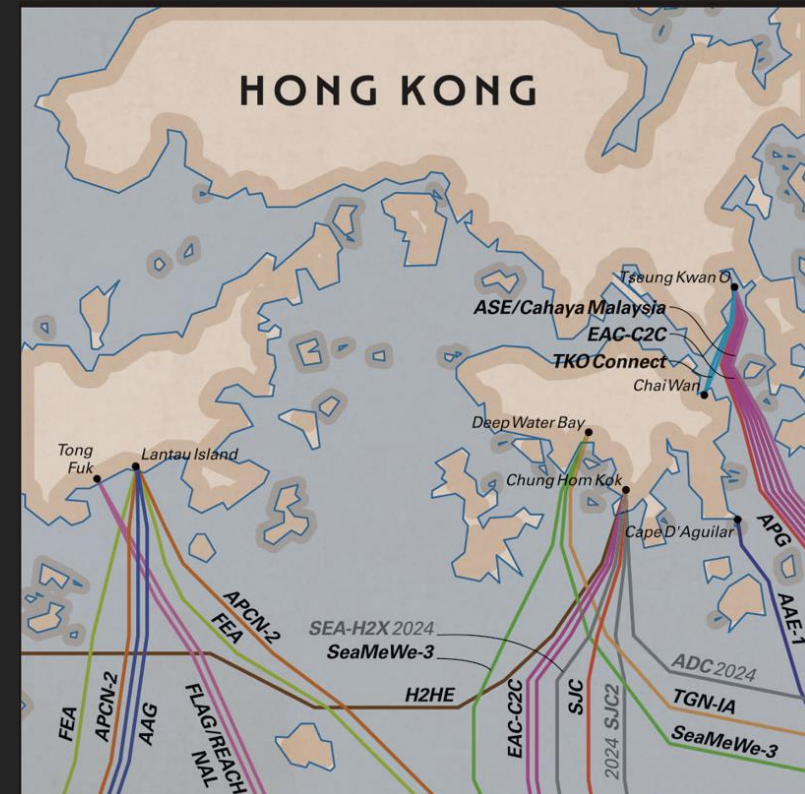 HONG KONG
Tseung Kwan O
ASE/Cahaya Malaysia
EAC-C2C
TKO Connect
Chai Wan
Deep Water Bay
Tong
Fuk
Lantau Island
Chung Hom Kok
Cape D'Aguilar
APG
AAE-1
APCN-2
FEA
SEA-H2X 2024
SeaMeWe-3
H2HE
ADC 2024
TGN-IA
SeaMeWe-3
FEA
APCN-2
AAG
FLAG/REACH
NAL
EAC-C2C
SJC
2024 SJC2